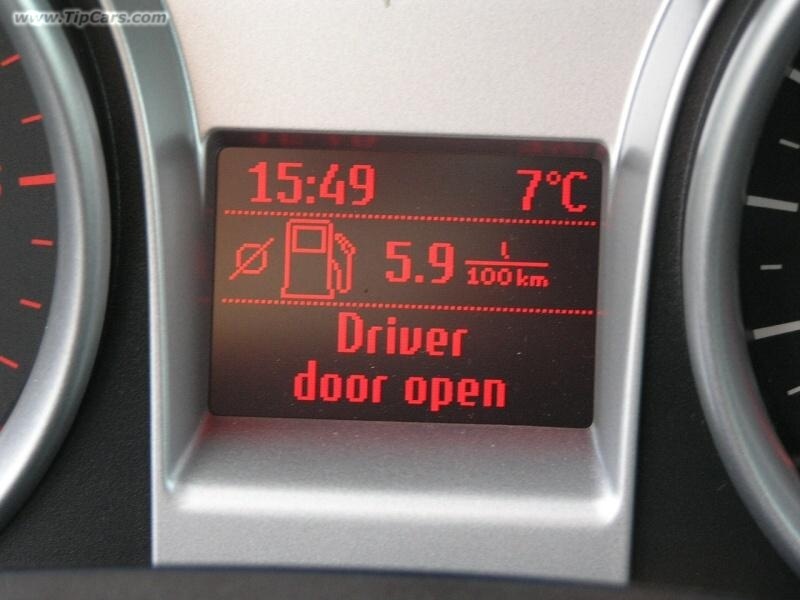 www.TipCars.com
15:49 7°C
Ø 5.9 l/100km
Driver
door open